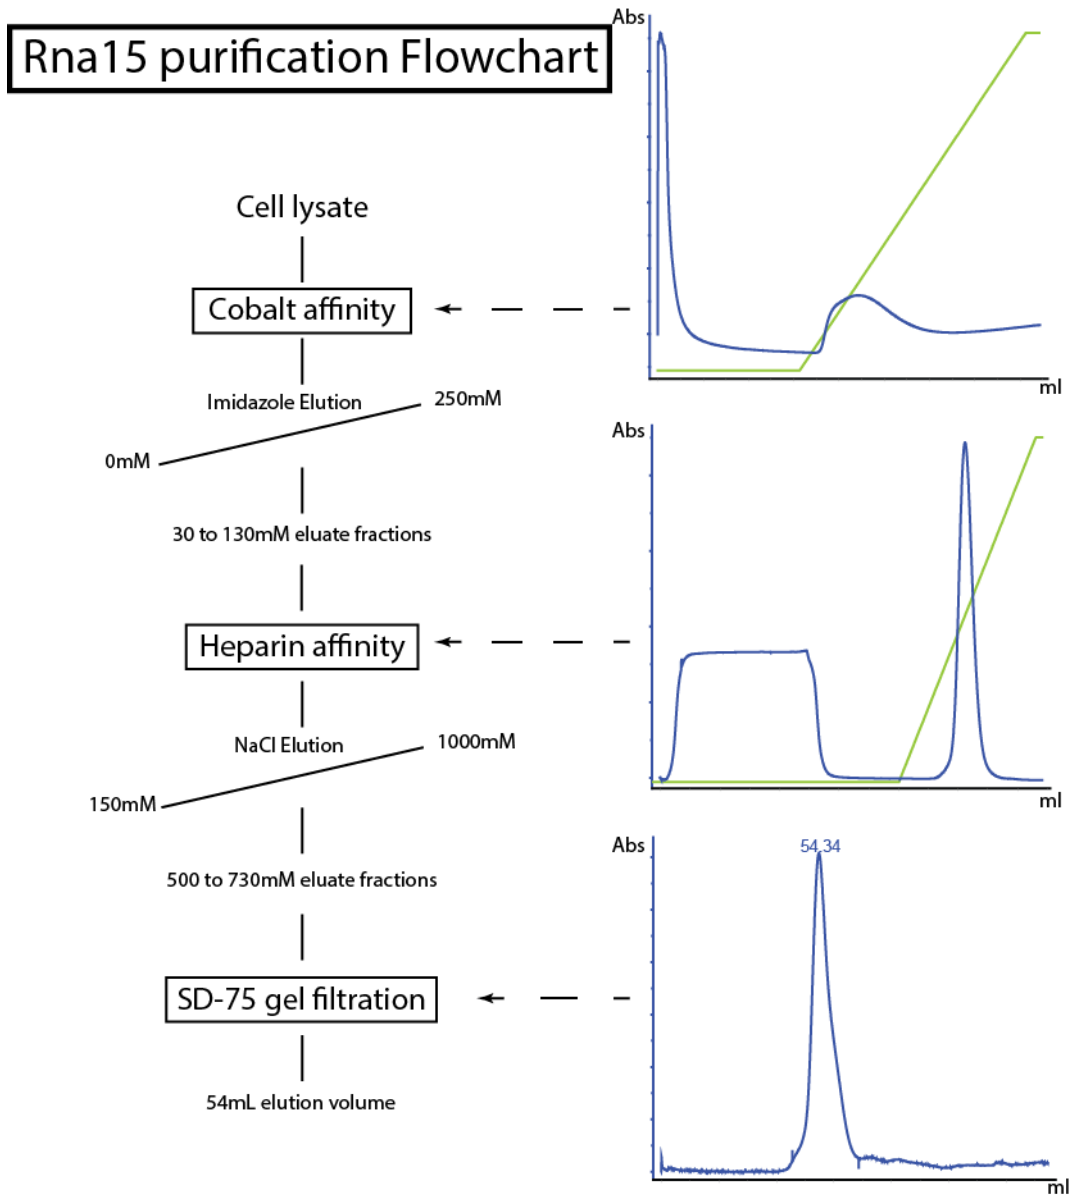 Rna15 purification Flowchart
Cell lysate
Cobalt affinity
Imidazole Elution
0mM
250mM
30 to 130mM eluate fractions
Heparin affinity
NaCl Elution
150mM
1000mM
500 to 730mM eluate fractions
SD-75 gel filtration
54mL elution volume
Abs
ml
Abs
ml
Abs
54.34
ml